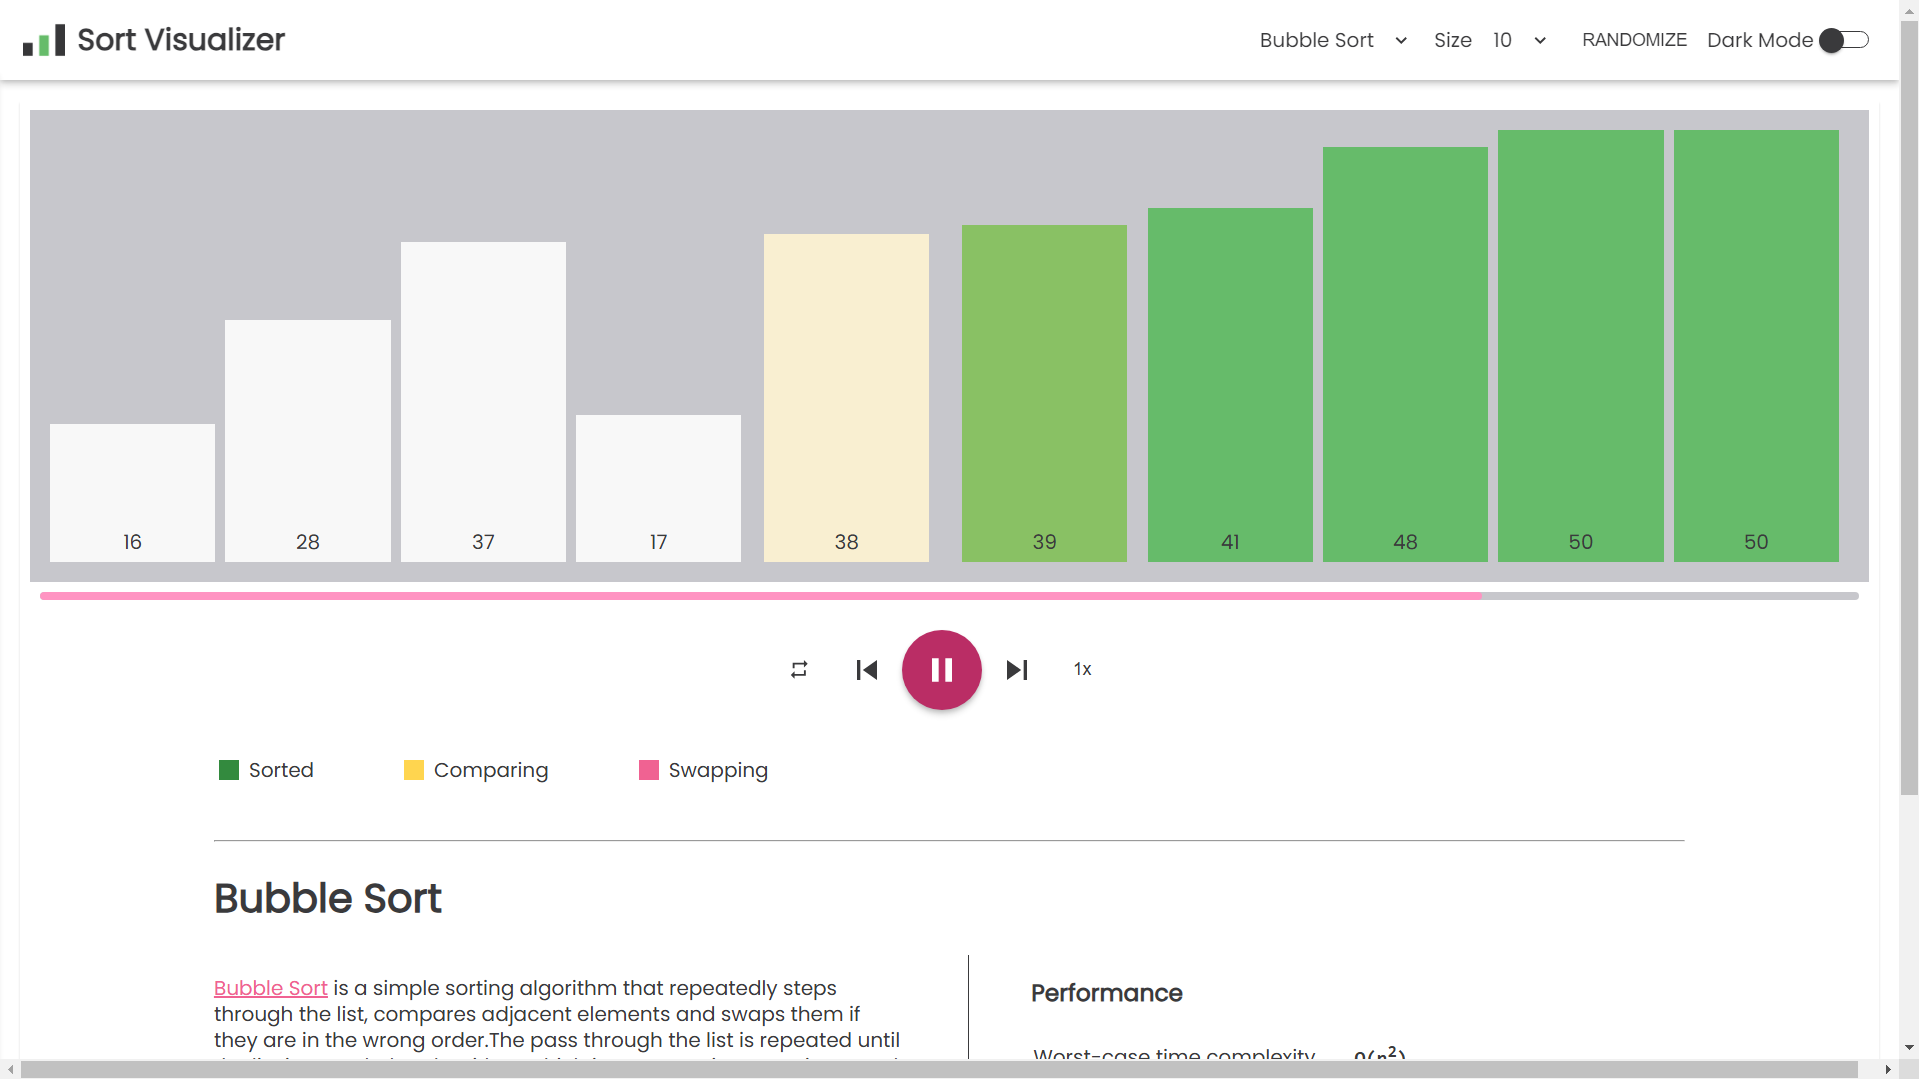 Sort Visualizer
Bubble Sort Size 10 RANDOMIZE Dark Mode
16 28 37 17 38 39 41 48 50 50
1x
Sorted Comparing Swapping
Bubble Sort
Bubble Sort is a simple sorting algorithm that repeatedly steps
through the list, compares adjacent elements and swaps them if
they are in the wrong order.The pass through the list is repeated until
Performance
Worst-case time complexity O(n²)